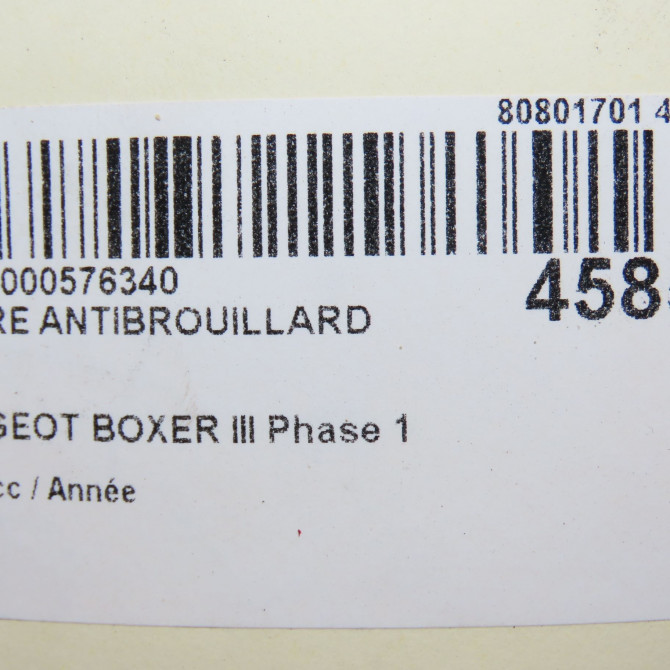 80801701 4
000576340
458
RE ANTIBROUILLARD
GEOT BOXER III Phase 1
cc / Année